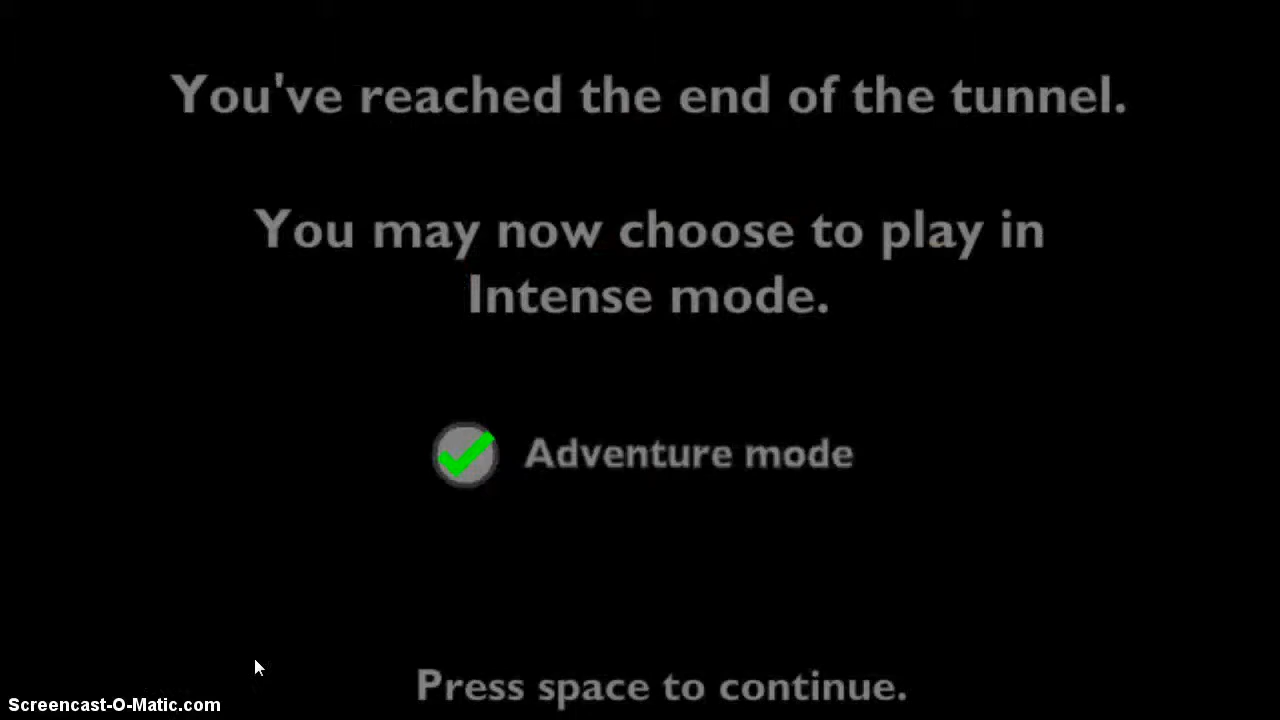 You've reached the end of the tunnel.
You may now choose to play in
Intense mode.
Adventure mode
Press space to continue.
Screencast-O-Matic.com